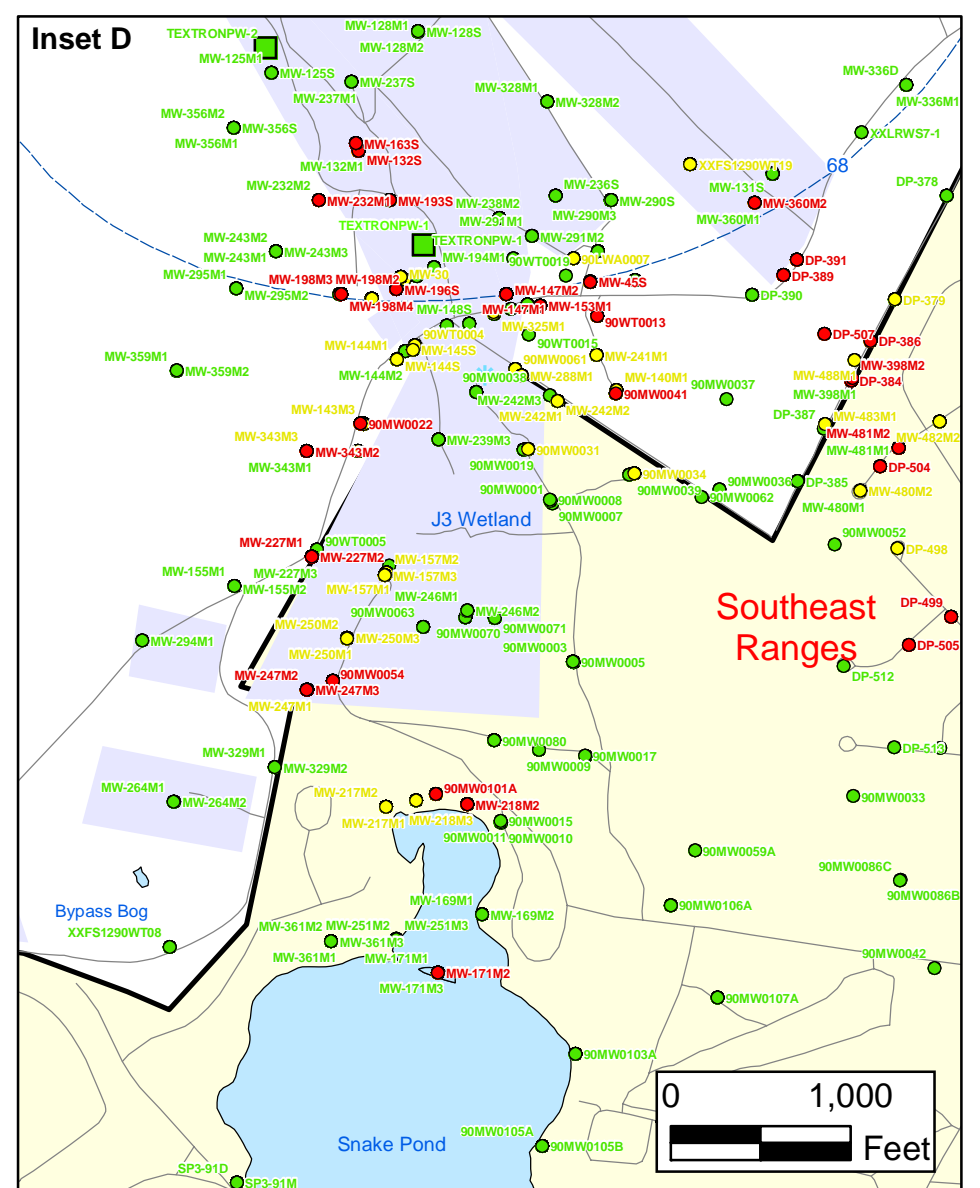 Inset D
TEXTRONPW-2
MW-128M1
MW-128S
MW-128M2
MW-125M1
MW-125S
MW-237S
MW-237M1
MW-328M1
MW-328M2
MW-336D
MW-336M1
MW-356M2
MW-356S
MW-356M1
XXLRWS7-1
MW-163S
MW-132S
MW-132M1
XXFS1290WT19
68
MW-131S
DP-378
MW-232M2
MW-232M1
MW-193S
MW-238M2
MW-236S
MW-290S
MW-290M3
MW-360M2
MW-360M1
MW-291M1
TEXTRONPW-1
TEXTRONPW-1
MW-291M2
MW-243M2
MW-243M3
MW-243M1
MW-194M1
90WT0019
90LWA0007
DP-391
DP-389
MW-295M1
MW-295M2
MW-198M3
MW-198M2
MW-30
MW-196S
MW-198M4
MW-147M2
MW-45S
DP-390
DP-379
MW-148S
MW-147M1
MW-153M1
90WT0013
MW-325M1
90WT0004
90WT0015
DP-507
DP-386
MW-144M1
MW-145S
MW-144S
MW-144M2
MW-359M1
MW-359M2
90MW0061
MW-241M1
MW-398M2
MW-488M1
DP-384
90MW0038
MW-288M1
MW-140M1
90MW0041
90MW0037
MW-398M1
MW-242M3
MW-242M2
MW-242M1
DP-387
MW-483M1
MW-143M3
90MW0022
MW-481M2
MW-482M2
MW-343M3
MW-343M2
MW-343M1
MW-239M3
90MW0031
90MW0019
MW-481M1
DP-504
90MW0034
90MW0036
DP-385
90MW0039
90MW0062
MW-480M2
MW-480M1
90MW0001
90MW0008
90MW0007
J3 Wetland
90MW0052
DP-498
MW-227M1
90WT0005
MW-227M2
MW-227M3
MW-157M2
MW-157M3
MW-157M1
MW-155M1
MW-155M2
MW-246M1
MW-246M2
90MW0063
90MW0070
90MW0071
90MW0003
DP-499
Southeast
Ranges
MW-250M2
MW-250M3
MW-250M1
MW-294M1
DP-505
90MW0005
DP-512
MW-247M2
90MW0054
MW-247M3
MW-247M1
90MW0080
90MW0009
90MW0017
DP-513
MW-329M1
MW-329M2
MW-264M1
MW-264M2
MW-217M2
90MW0101A
MW-218M2
MW-217M1
MW-218M3
90MW0033
90MW0015
90MW0011
90MW0010
90MW0059A
90MW0086C
90MW0086B
Bypass Bog
XXFS1290WT08
MW-169M1
MW-169M2
90MW0106A
MW-361M2
MW-251M2
MW-251M3
MW-361M3
MW-361M1
MW-171M1
MW-171M2
MW-171M3
90MW0042
90MW0107A
90MW0103A
0 1,000
Feet
90MW0105A
90MW0105B
Snake Pond
SP3-91D
SP3-91M